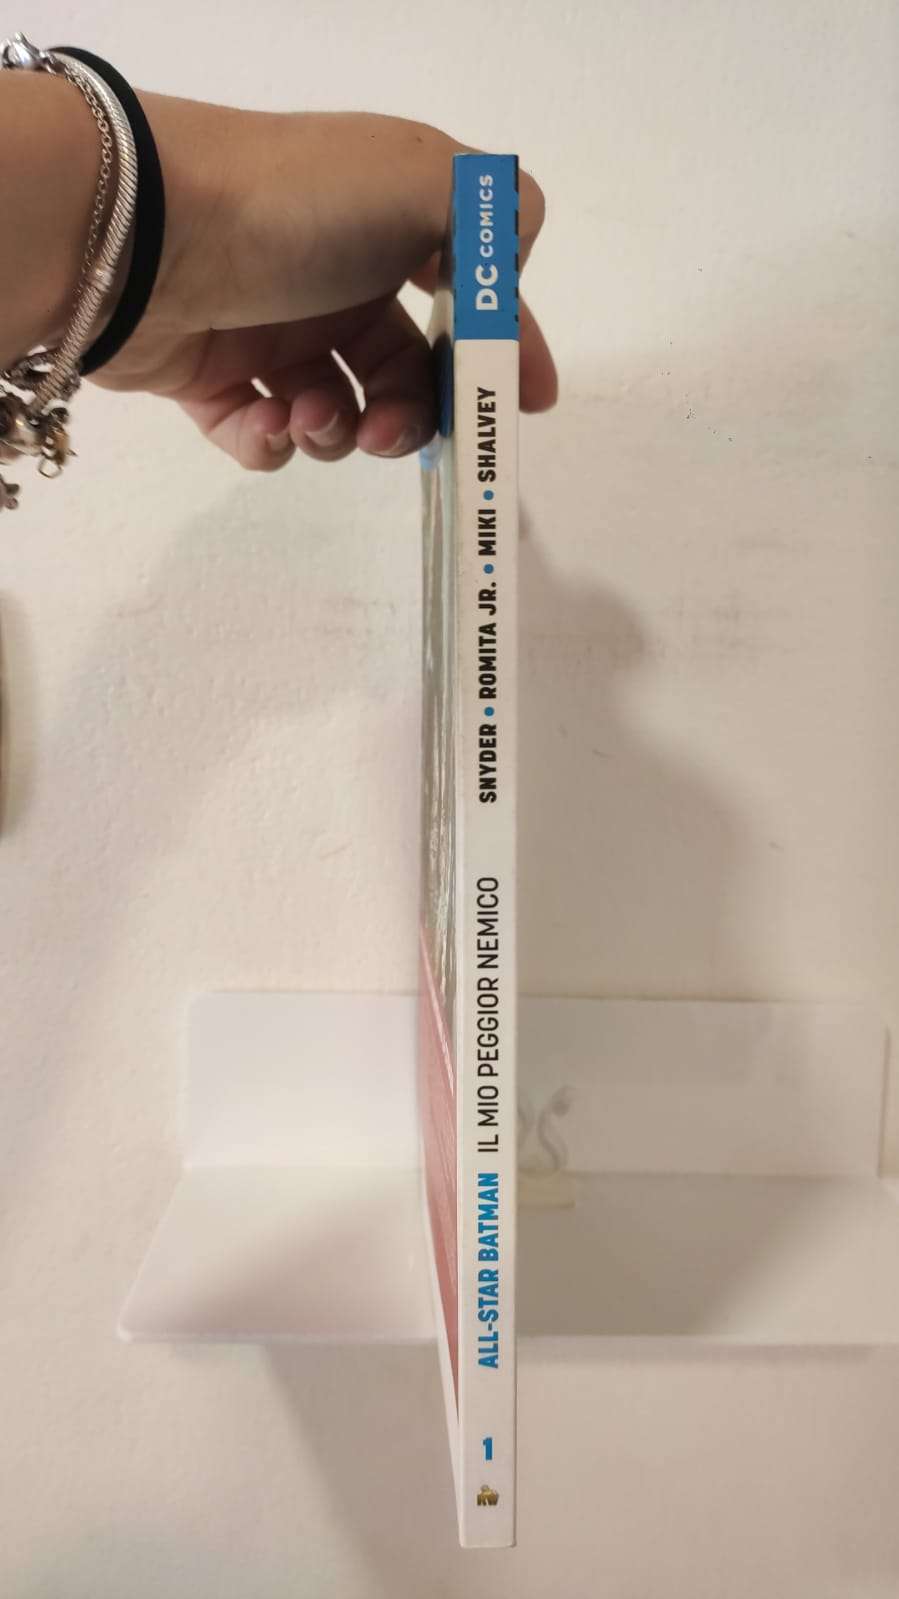 1 ALL-STAR BATMAN IL MIO PEGGIOR NEMICO SNYDER • ROMITA JR. • MIKI • SHALVEY DC COMICS